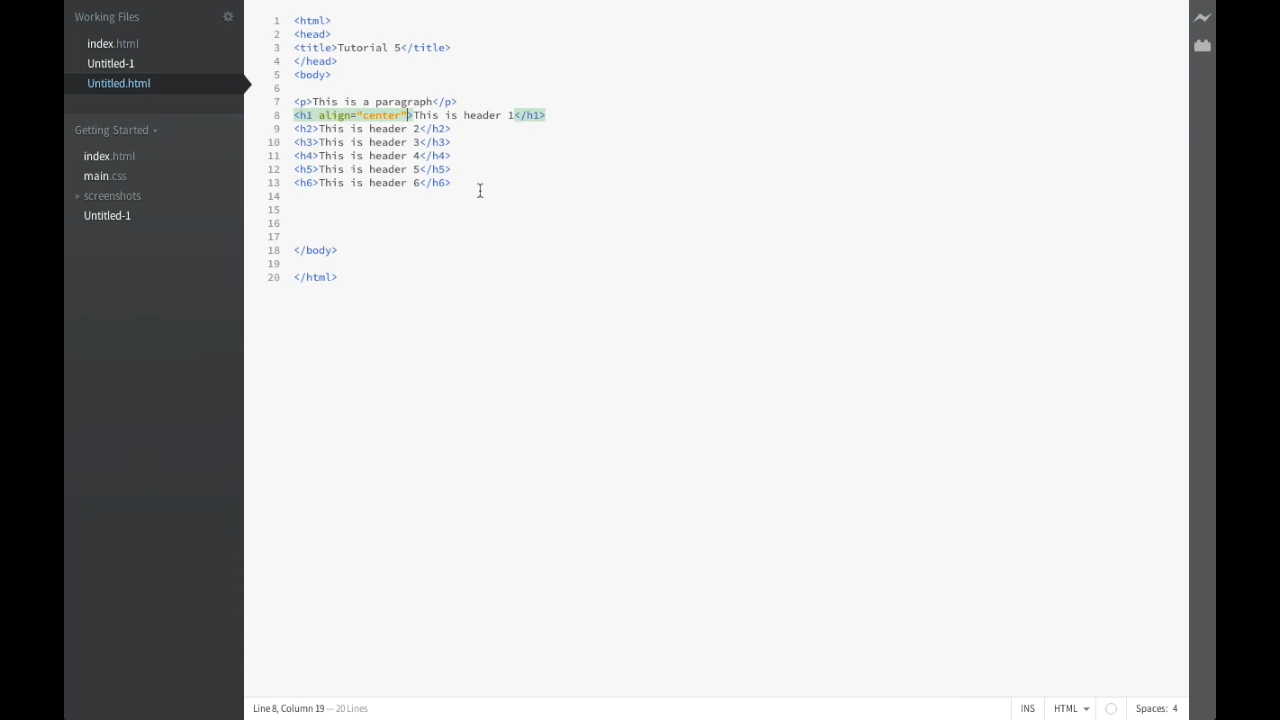 Working Files
index.html
Untitled-1
Untitled.html
Getting Started
index.html
main.css
screenshots
Untitled-1
1 <html>
2 <head>
3 <title>Tutorial 5</title>
4 </head>
5 <body>
6
7 <p>This is a paragraph</p>
8 <h1 align="center">This is header 1</h1>
9 <h2>This is header 2</h2>
10 <h3>This is header 3</h3>
11 <h4>This is header 4</h4>
12 <h5>This is header 5</h5>
13 <h6>This is header 6</h6>
14
15
16
17
18 </body>
19
20 </html>
Line 8, Column 19 — 20 Lines
INS HTML Spaces: 4